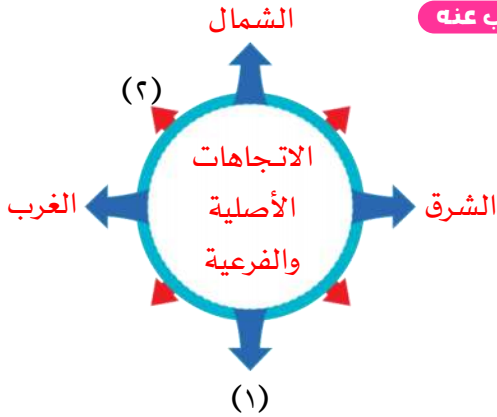 ب عنه
الشمال
(٢)
الاتجاهات
الأصلية
والفرعية
الشرق
الغرب
(١)